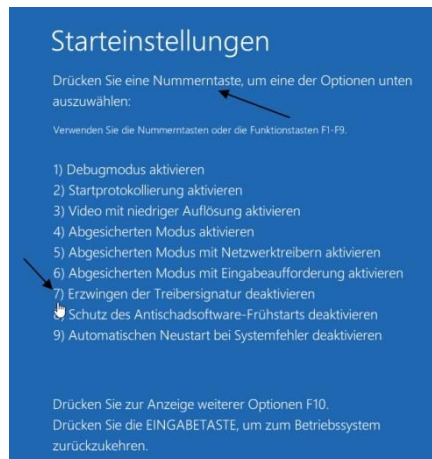 Starteinstellungen
Drücken Sie eine Nummerntaste, um eine der Optionen unten
auszuwählen:
Verwenden Sie die Nummerntasten oder die Funktionstasten F1-F9.
1) Debugmodus aktivieren
2) Startprotokollierung aktivieren
3) Video mit niedriger Auflösung aktivieren
4) Abgesicherten Modus aktivieren
5) Abgesicherten Modus mit Netzwerktreibern aktivieren
6) Abgesicherten Modus mit Eingabeaufforderung aktivieren
7) Erzwingen der Treibersignatur deaktivieren
8) Schutz des Antischadsoftware-Frühstarts deaktivieren
9) Automatischen Neustart bei Systemfehler deaktivieren
Drücken Sie zur Anzeige weiterer Optionen F10.
Drücken Sie die EINGABETASTE, um zum Betriebssystem
zurückzukehren.